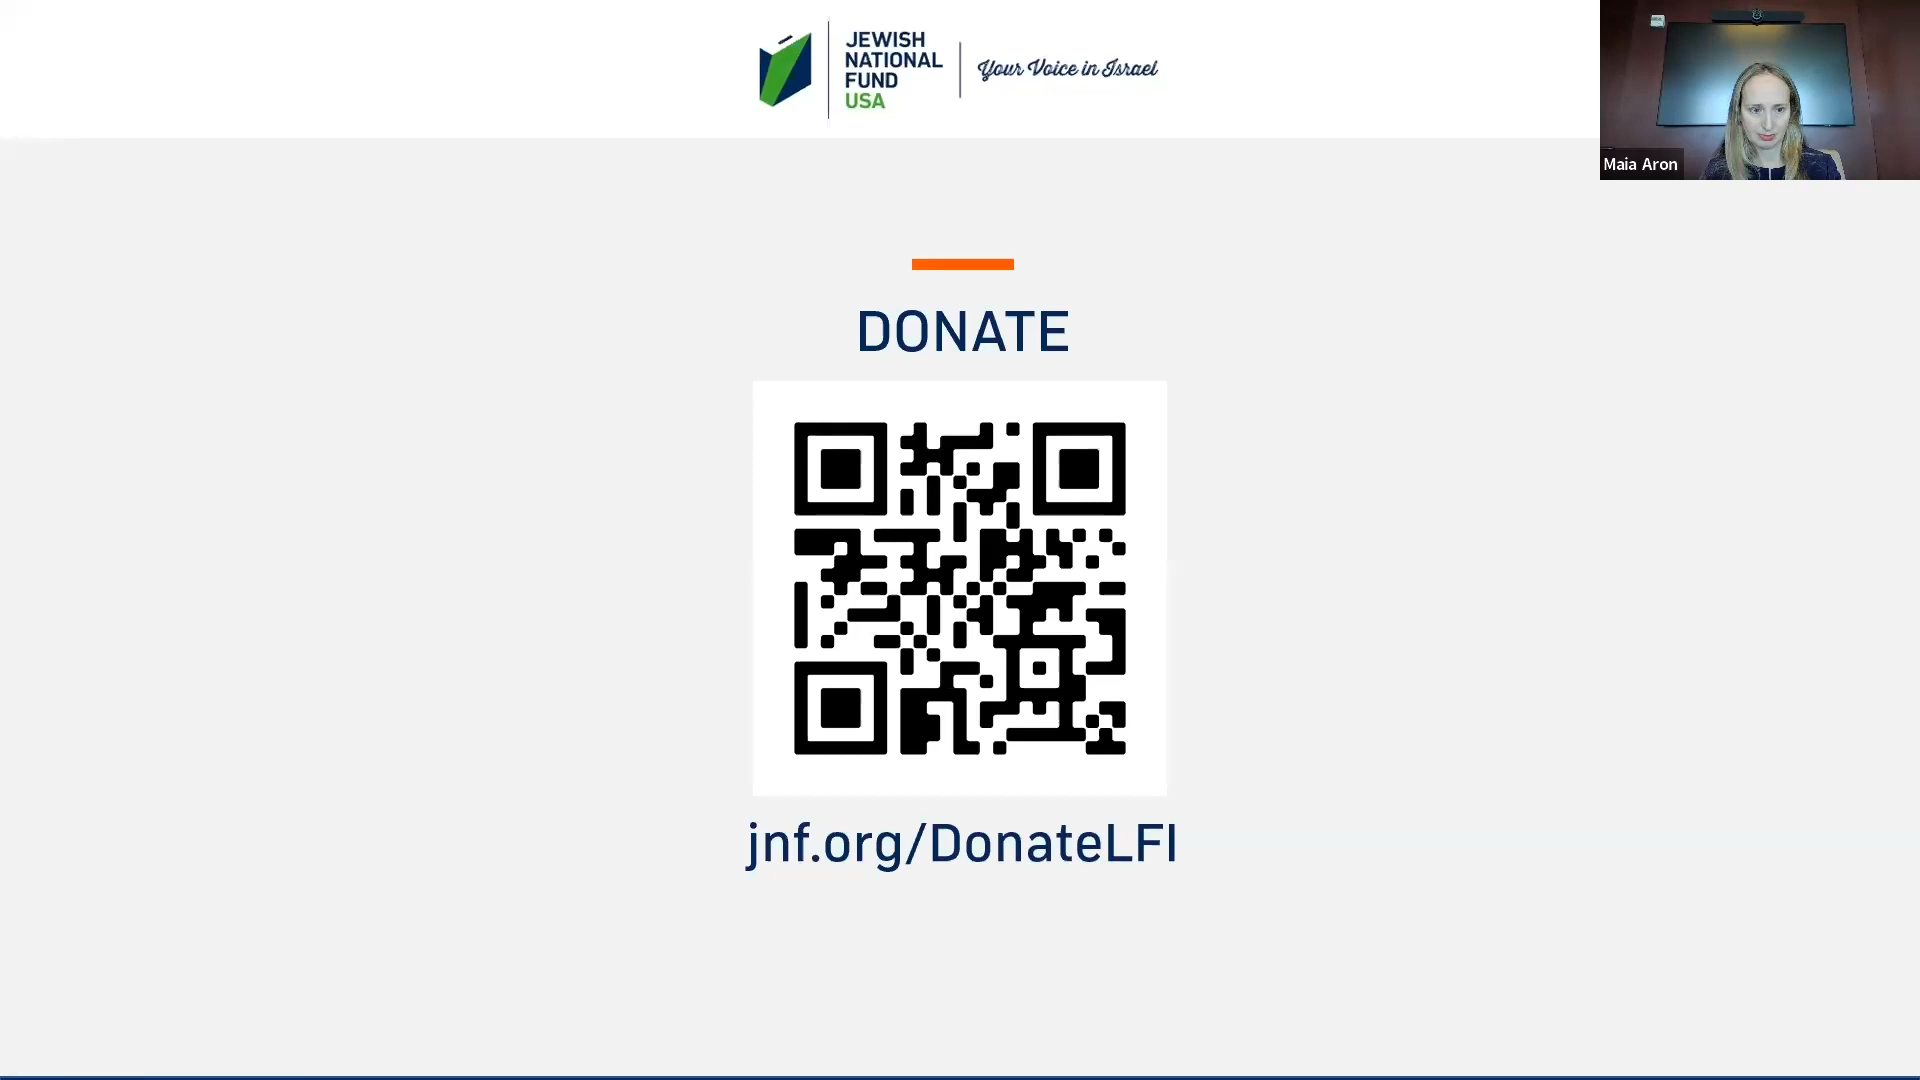 JEWISH
NATIONAL
FUND
USA
Your Voice in Israel
Maia Aron
DONATE
jnf.org/DonateLFI